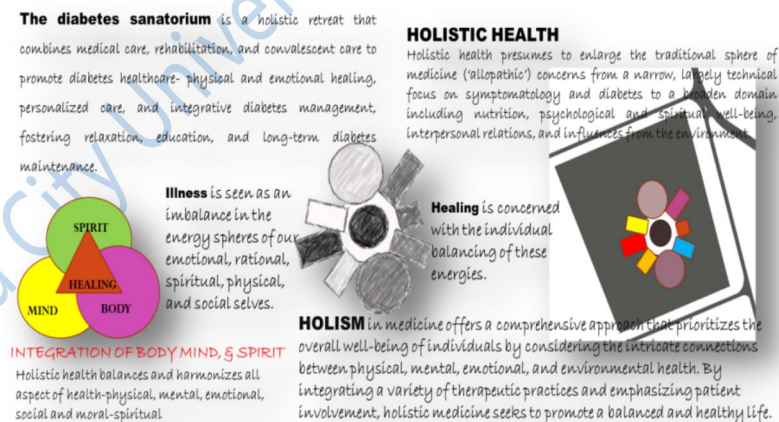 The diabetes sanatorium is a holistic retreat that
combines medical care, rehabilitation, and convalescent care to
promote diabetes healthcare- physical and emotional healing,
personalized care, and integrative diabetes management,
fostering relaxation, education, and long-term diabetes
maintenance.
HOLISTIC HEALTH
Holistic health presumes to enlarge the traditional sphere of
medicine ('allopathic') concerns from a narrow, largely technical
focus on symptomatology and diabetes to a broaden domain
including nutrition, psychological and spiritual well-being,
interpersonal relations, and influences from the environment
Illness is seen as an
imbalance in the
energy spheres of our
emotional, rational,
spiritual, physical,
and social selves.
Healing is concerned
with the individual
balancing of these
energies.
SPIRIT
HEALING
MIND
BODY
INTEGRATION OF BODY MIND, & SPIRIT
Holistic health balances and harmonizes all
aspect of health-physical, mental, emotional,
social and moral-spiritual
HOLISM in medicine offers a comprehensive approach that prioritizes the
overall well-being of individuals by considering the intricate connections
between physical, mental, emotional, and environmental health. By
integrating a variety of therapeutic practices and emphasizing patient
involvement, holistic medicine seeks to promote a balanced and healthy life.
City Univer